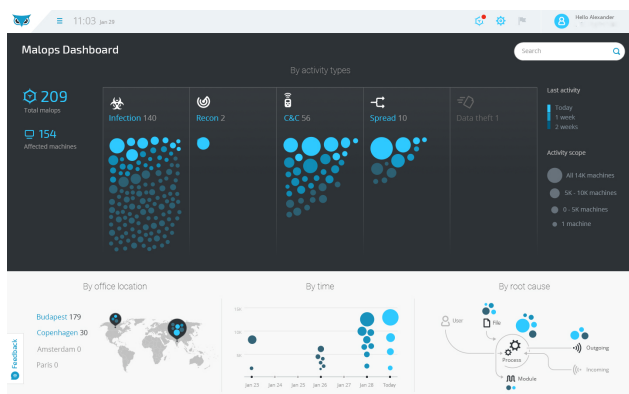 11:03 Jan 29
Hello Alexander
Malops Dashboard
Search
By activity types
209
Total malops
154
Affected machines
Infection 140
Recon 2
C&C 56
Spread 10
Data theft 1
Last activity
Today
1 week
2 weeks
Activity scope
All 14K machines
5K - 10K machines
0 - 5K machines
1 machine
By office location
Budapest 179
Copenhagen 30
Amsterdam 0
Paris 0
Feedback
By time
Jan 23
Jan 24
Jan 25
Jan 26
Jan 27
Jan 28
Today
By root cause
User
File
Process
Module
Outgoing
Incoming